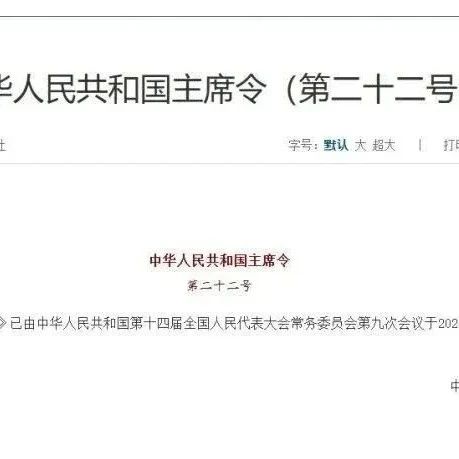 华人民共和国主席令（第二十二号
社
字号：默认 大 超大 | 打印
中华人民共和国主席令
第二十二号
》已由中华人民共和国第十四届全国人民代表大会常务委员会第九次会议于202
中